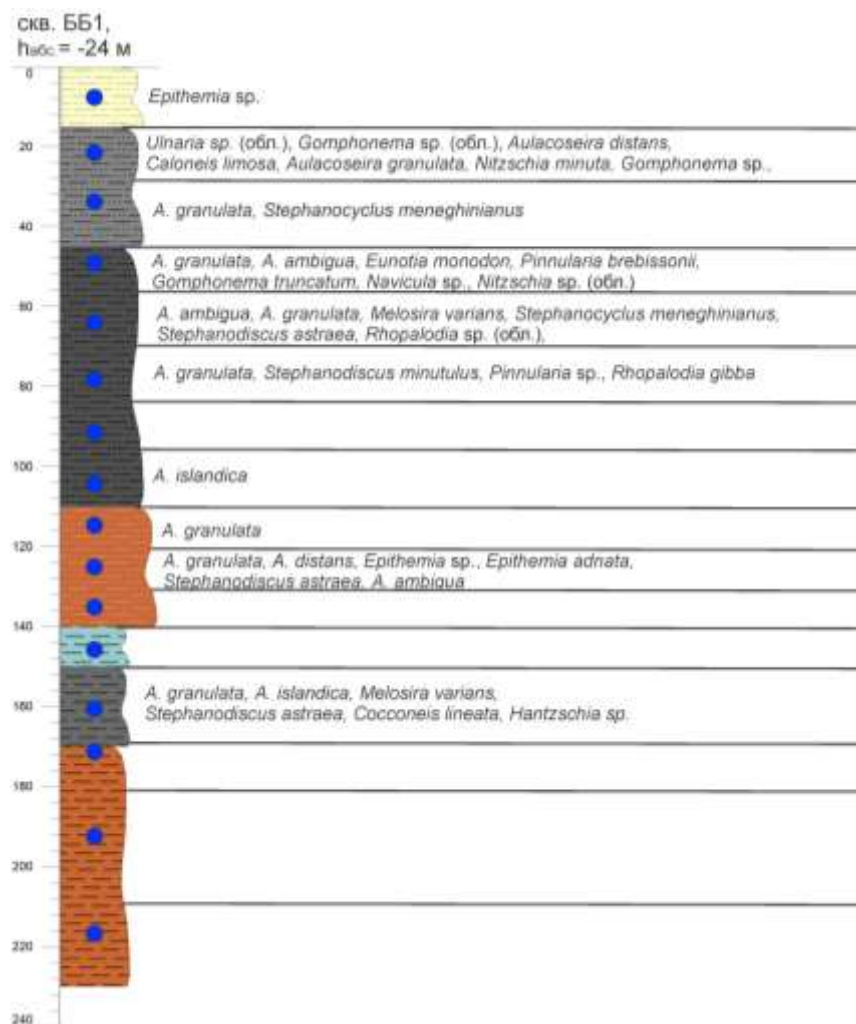 скв. ББ1,
hабс = -24 м
0
Epithemia sp.
20
Ulnaria sp. (обл.), Gomphonema sp. (обл.), Aulacoseira distans,
Caloneis limosa, Aulacoseira granulata, Nitzschia minuta, Gomphonema sp.,
A. granulata, Stephanocyclus meneghinianus
40
A. granulata, A. ambigua, Eunotia monodon, Pinnularia brebissonii,
Gomphonema truncatum, Navicula sp., Nitzschia sp. (обл.)
60
A. ambigua, A. granulata, Melosira varians, Stephanocyclus meneghinianus,
Stephanodiscus astraea, Rhopalodia sp. (обл.),
A. granulata, Stephanodiscus minutulus, Pinnularia sp., Rhopalodia gibba
80
100
A. islandica
A. granulata
120
A. granulata, A. distans, Epithemia sp., Epithemia adnata,
Stephanodiscus astraea, A. ambigua
140
A. granulata, A. islandica, Melosira varians,
160
Stephanodiscus astraea, Cocconeis lineata, Hantzschia sp.
180
200
220
240